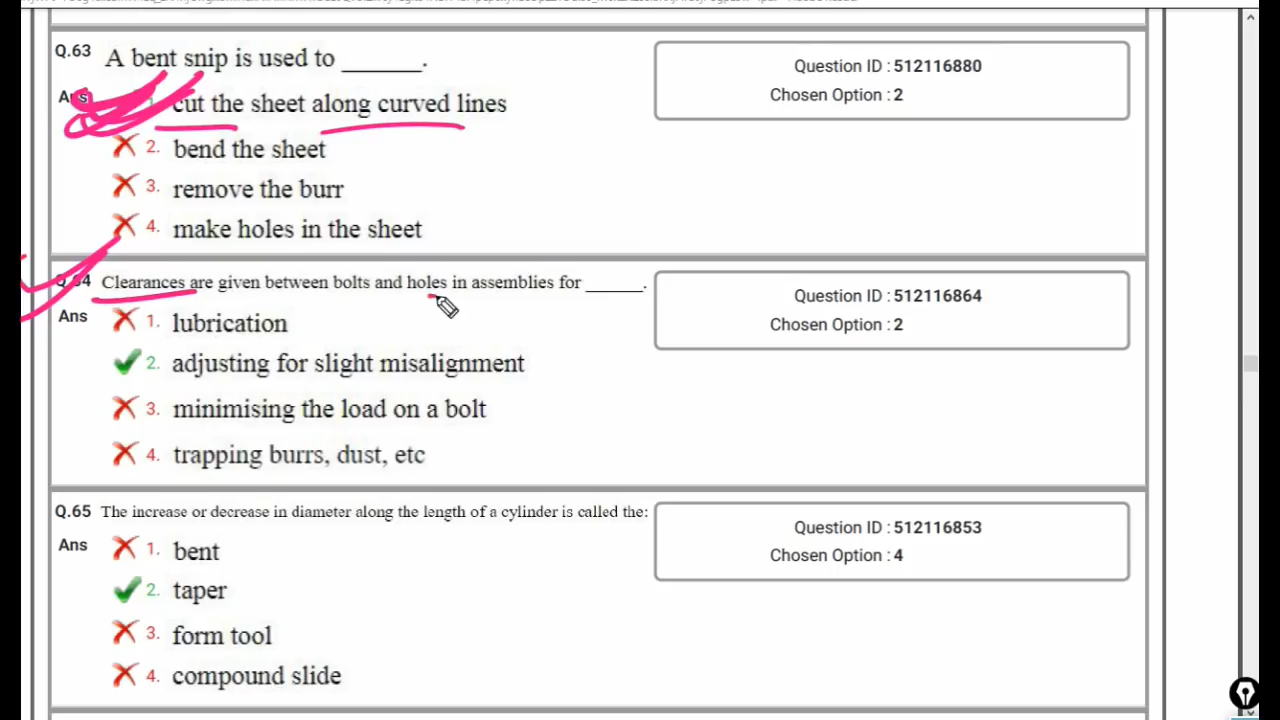 Q.63 A bent snip is used to ______.
Question ID : 512116880
Chosen Option : 2
Ans cut the sheet along curved lines
2. bend the sheet
3. remove the burr
4. make holes in the sheet
Clearances are given between bolts and holes in assemblies for ______.
Question ID : 512116864
Chosen Option : 2
Ans 1. lubrication
2. adjusting for slight misalignment
3. minimising the load on a bolt
4. trapping burrs, dust, etc
Q.65 The increase or decrease in diameter along the length of a cylinder is called the:
Question ID : 512116853
Chosen Option : 4
Ans 1. bent
2. taper
3. form tool
4. compound slide